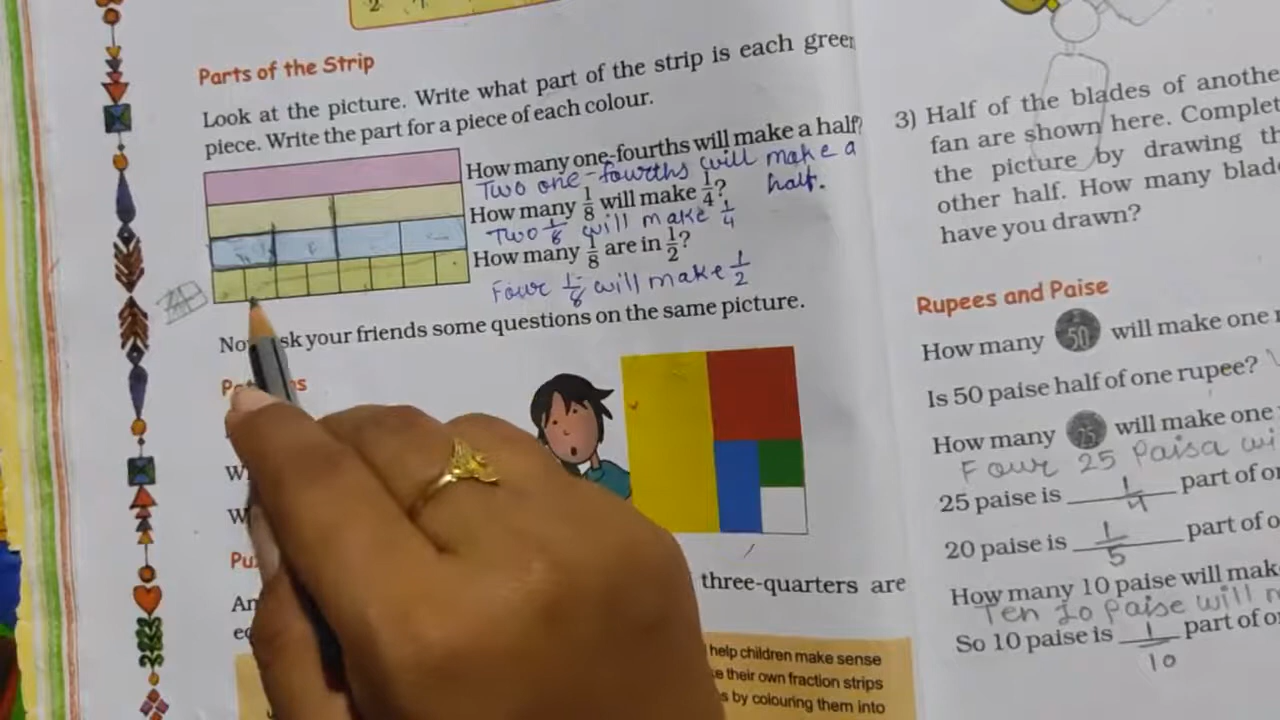 Parts of the Strip
Look at the picture. Write what part of the strip is each green
piece. Write the part for a piece of each colour.
How many one-fourths will make a half?
Two one-fourths will make a
half.
How many 1/8 will make 1/4?
Two 1/8 will make 1/4
How many 1/8 are in 1/2?
Four 1/8 will make 1/2
your friends some questions on the same picture.
three-quarters are
help children make sense
their own fraction strips
by colouring them into
3) Half of the blades of
fan are shown here.
the picture by drawing
other half. How many
have you drawn?
Rupees and Paise
How many 50 will make one
Is 50 paise half of one rupee?
How many 25 will make one
Four 25 Paisa
25 paise is 1/4 part of
20 paise is 1/5 part of
How many 10 paise will
Ten 10 Paise will
So 10 paise is 1/10 part of